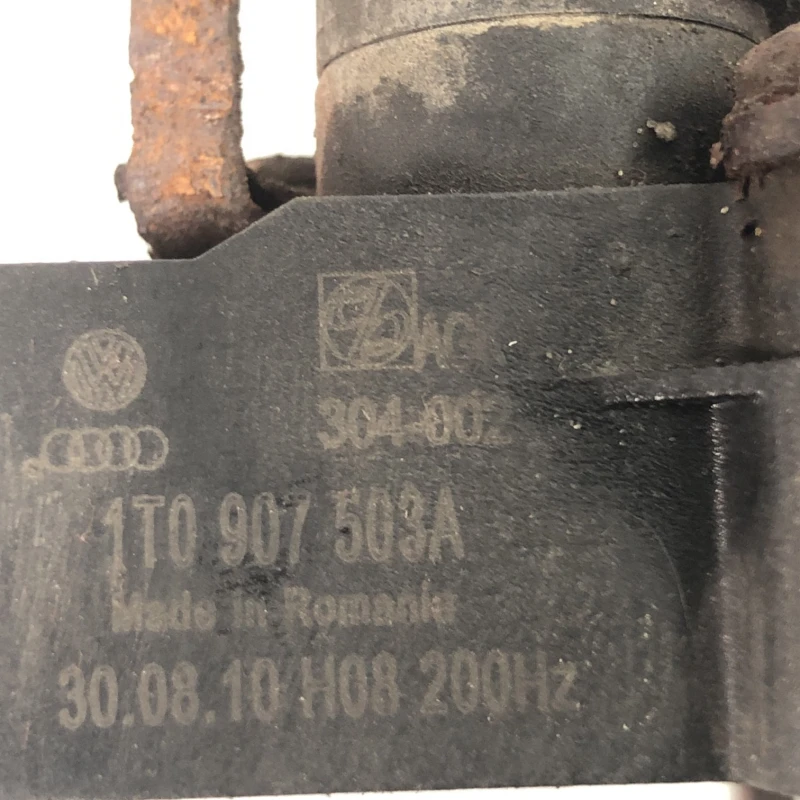 304-002
1T0 907 503A
Made in Romania
30.08.10 H08 200Hz